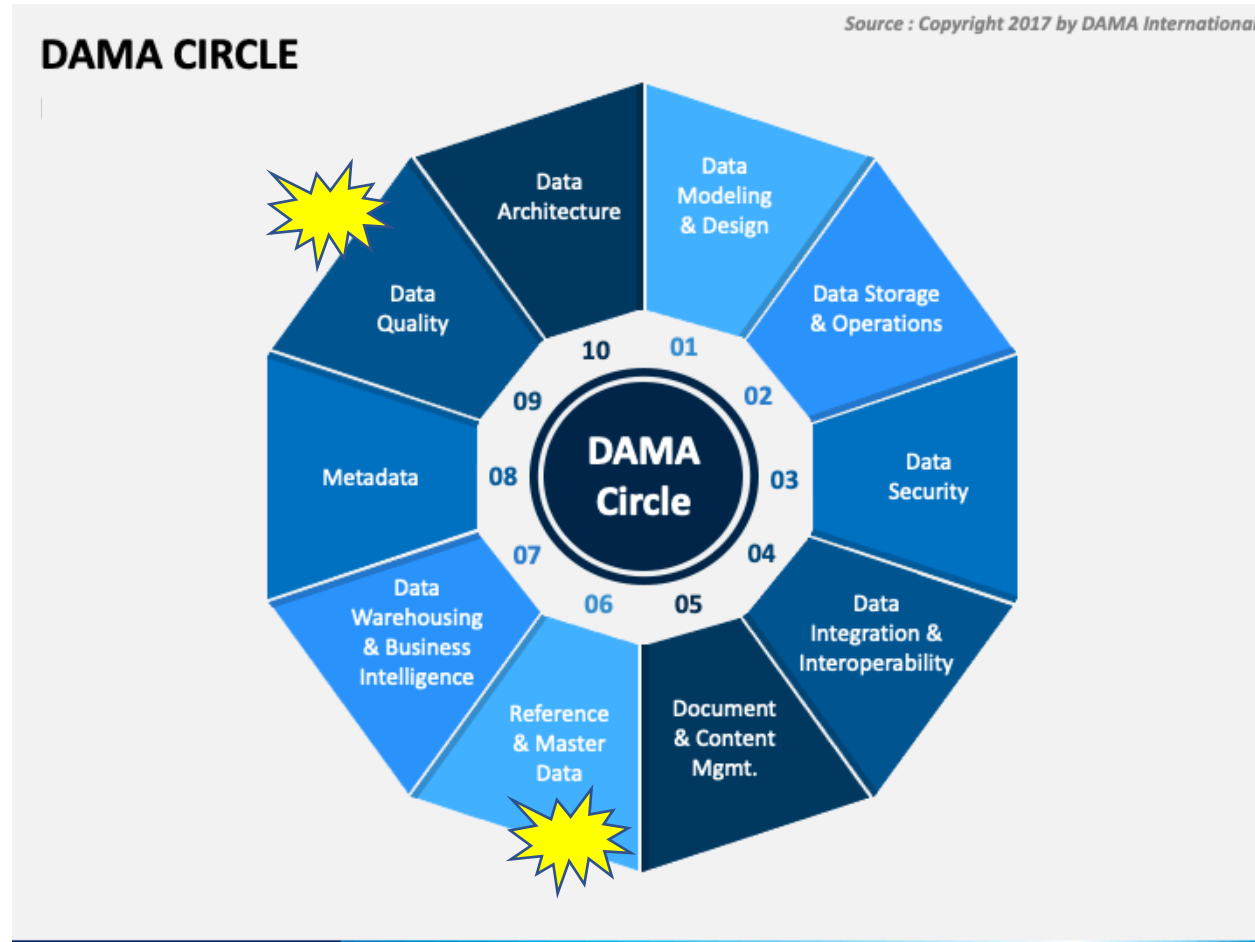 Source : Copyright 2017 by DAMA International
DAMA CIRCLE
Data
Architecture
Data
Modeling
& Design
Data Storage
& Operations
Data
Security
Data
Integration &
Interoperability
Document
& Content
Mgmt.
Reference
& Master
Data
Data
Warehousing
& Business
Intelligence
Metadata
Data
Quality
10
01
09
02
08
03
07
04
06
05
DAMA
Circle